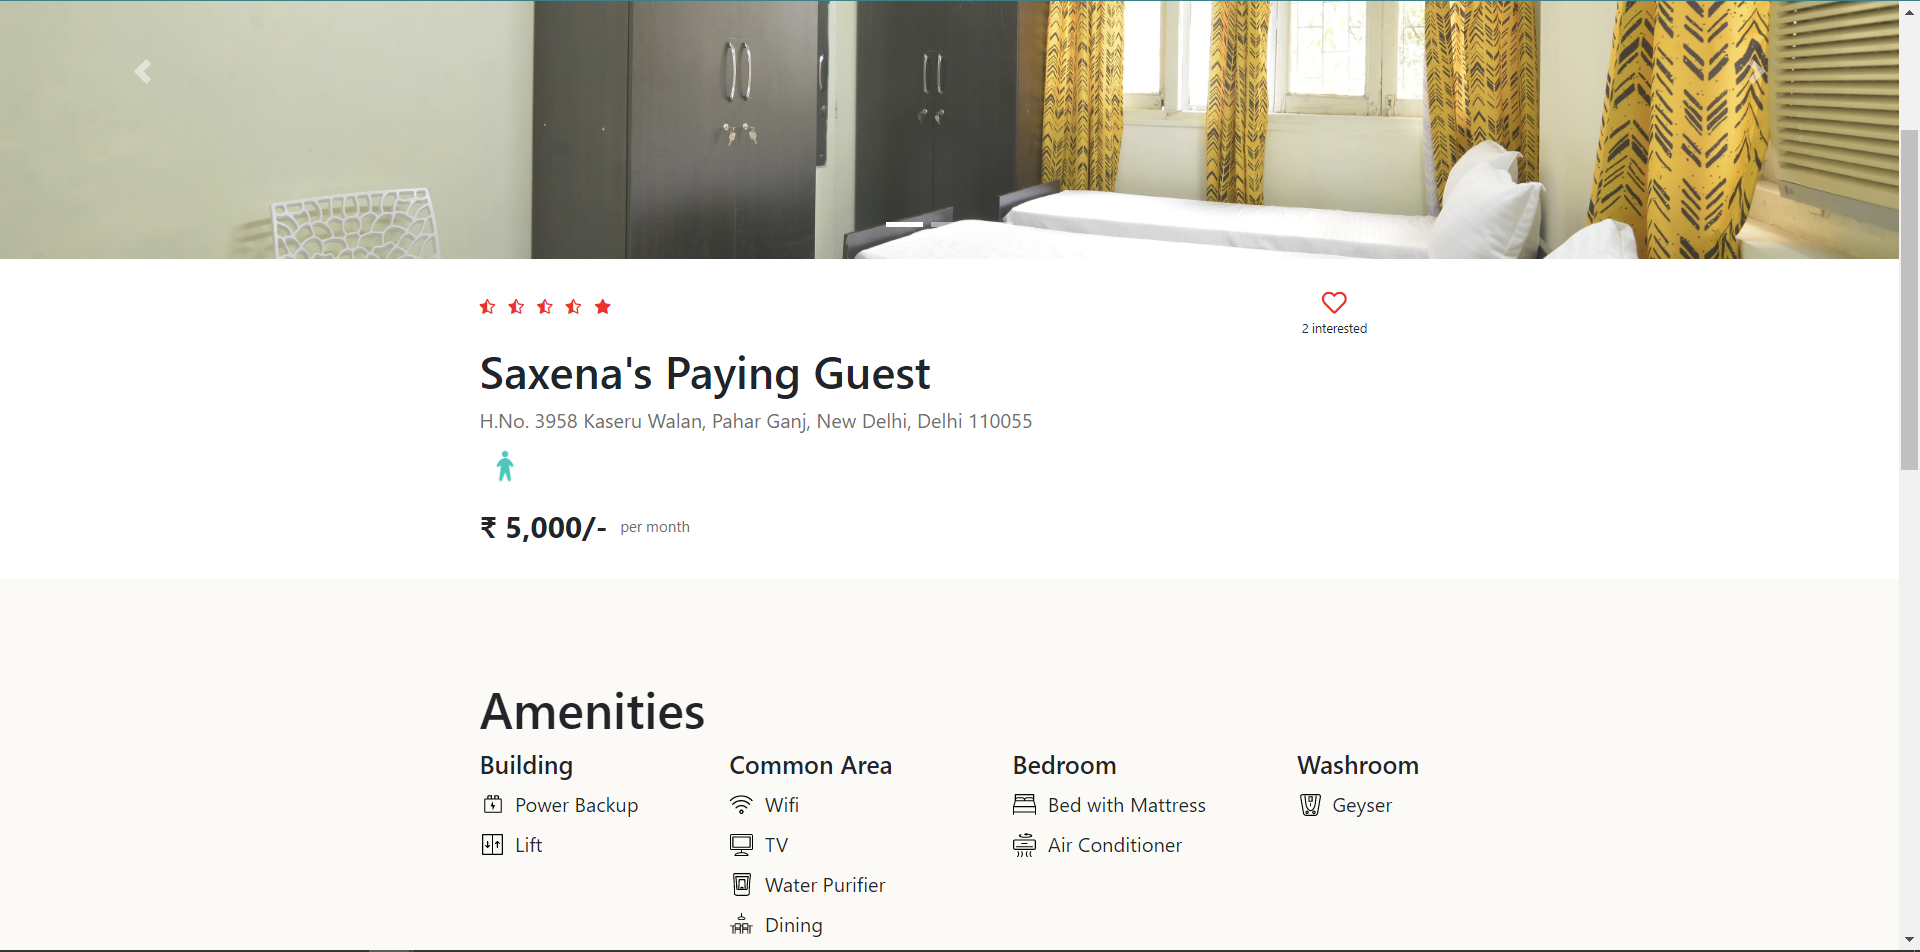 2 interested
Saxena's Paying Guest
H.No. 3958 Kaseru Walan, Pahar Ganj, New Delhi, Delhi 110055
₹ 5,000/- per month
Amenities
Building
Power Backup
Lift
Common Area
Wifi
TV
Water Purifier
Dining
Bedroom
Bed with Mattress
Air Conditioner
Washroom
Geyser